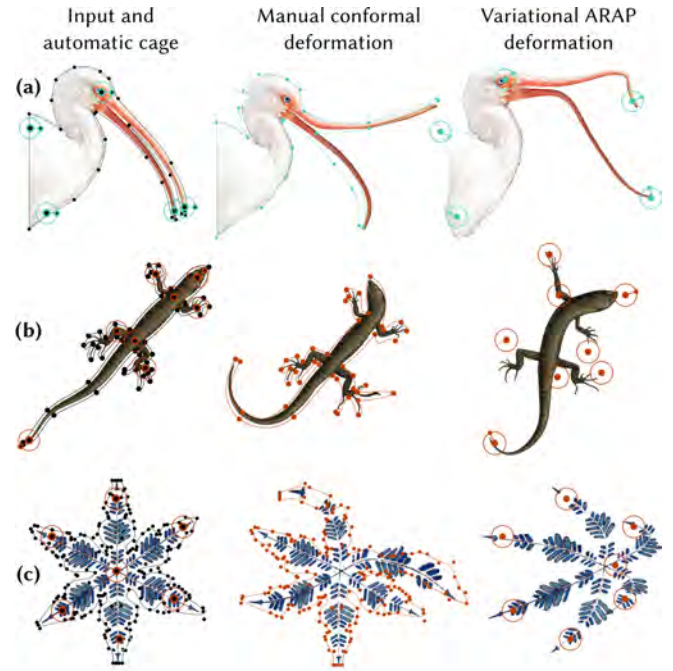 Input and
automatic cage
Manual conformal
deformation
Variational ARAP
deformation
(a)
(b)
(c)